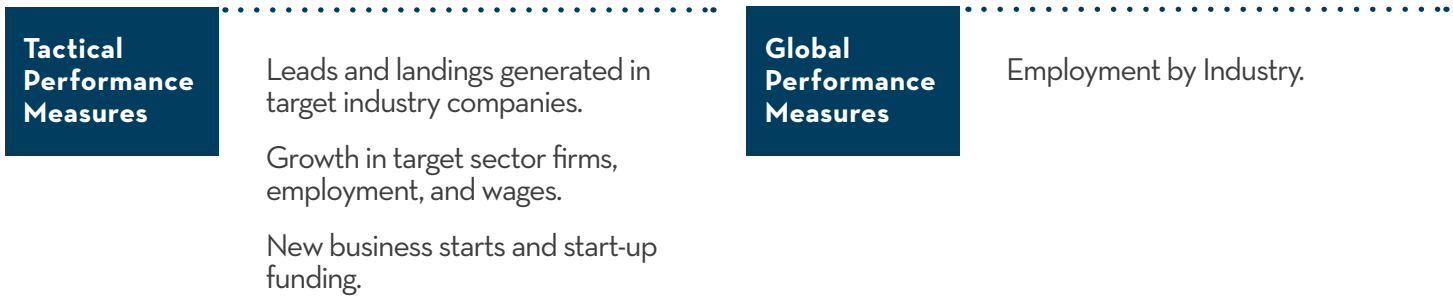 Tactical
Performance
Measures
Leads and landings generated in
target industry companies.
Growth in target sector firms,
employment, and wages.
New business starts and start-up
funding.
Global
Performance
Measures
Employment by Industry.